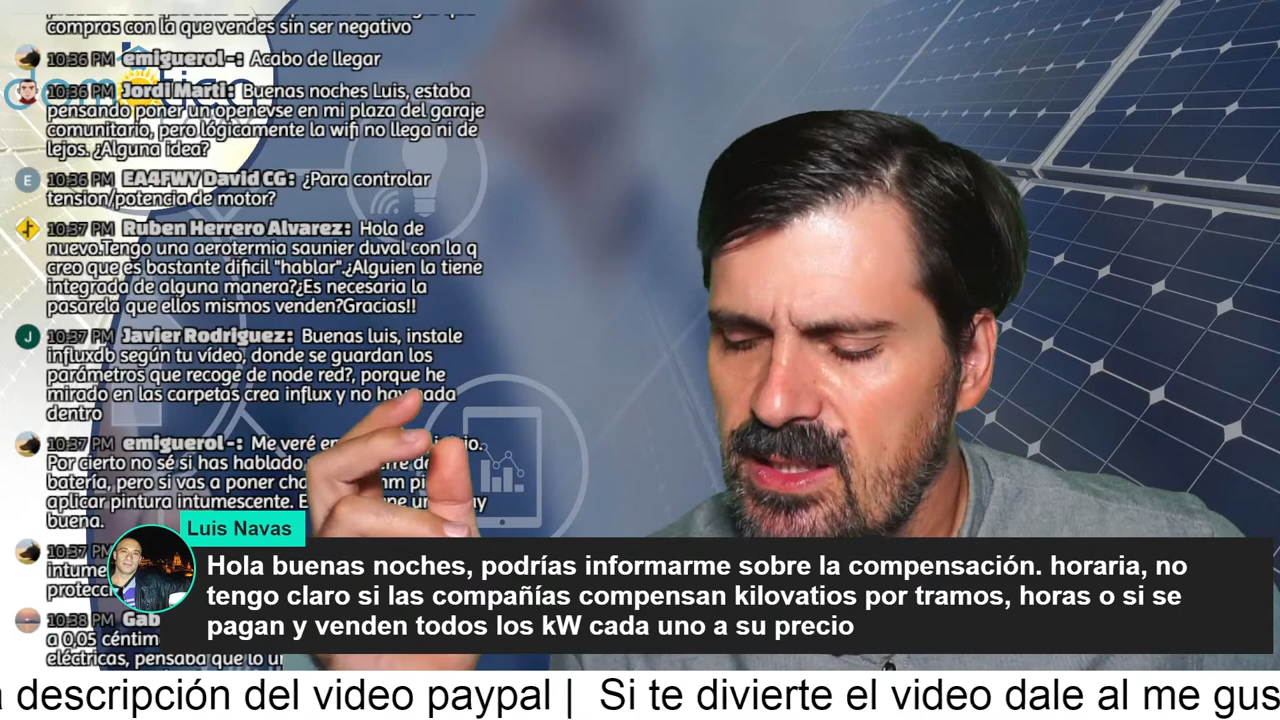 compras con la que vendes sin ser negativo
10:36 PM emiguerol-: Acabo de llegar
10:36 PM Jordi Marti: Buenas noches Luis, estaba
pensando poner un openevse en mi plaza del garaje
comunitario, pero lógicamente la wifi no llega ni de
lejos. ¿Alguna idea?
E 10:36 PM EA4FWY David CG: ¿Para controlar
tension/potencia de motor?
10:37 PM Ruben Herrero Alvarez: Hola de
nuevo.Tengo una aerotermia saunier duval con la q
creo que es bastante dificil "hablar".¿Alguien la tiene
integrada de alguna manera?¿Es necesaria la
pasarela que ellos mismos venden?Gracias!!
J 10:37 PM Javier Rodriguez: Buenas luis, instale
influxdb según tu vídeo, donde se guardan los
parámetros que recoge de node red?, porque he
mirado en las carpetas crea influx y no hay nada
dentro
10:37 PM emiguerol-: Me veré en
Por cierto no sé si has hablado
batería, pero si vas a poner
aplicar pintura intumescente.
buena.
10:37 PM
intume
protecc
10:38 PM Gab
a 0,05 céntim
eléctricas, pensaba que lo
Luis Navas
Hola buenas noches, podrías informarme sobre la compensación. horaria, no
tengo claro si las compañías compensan kilovatios por tramos, horas o si se
pagan y venden todos los kW cada uno a su precio
a descripción del video paypal | Si te divierte el video dale al me gus